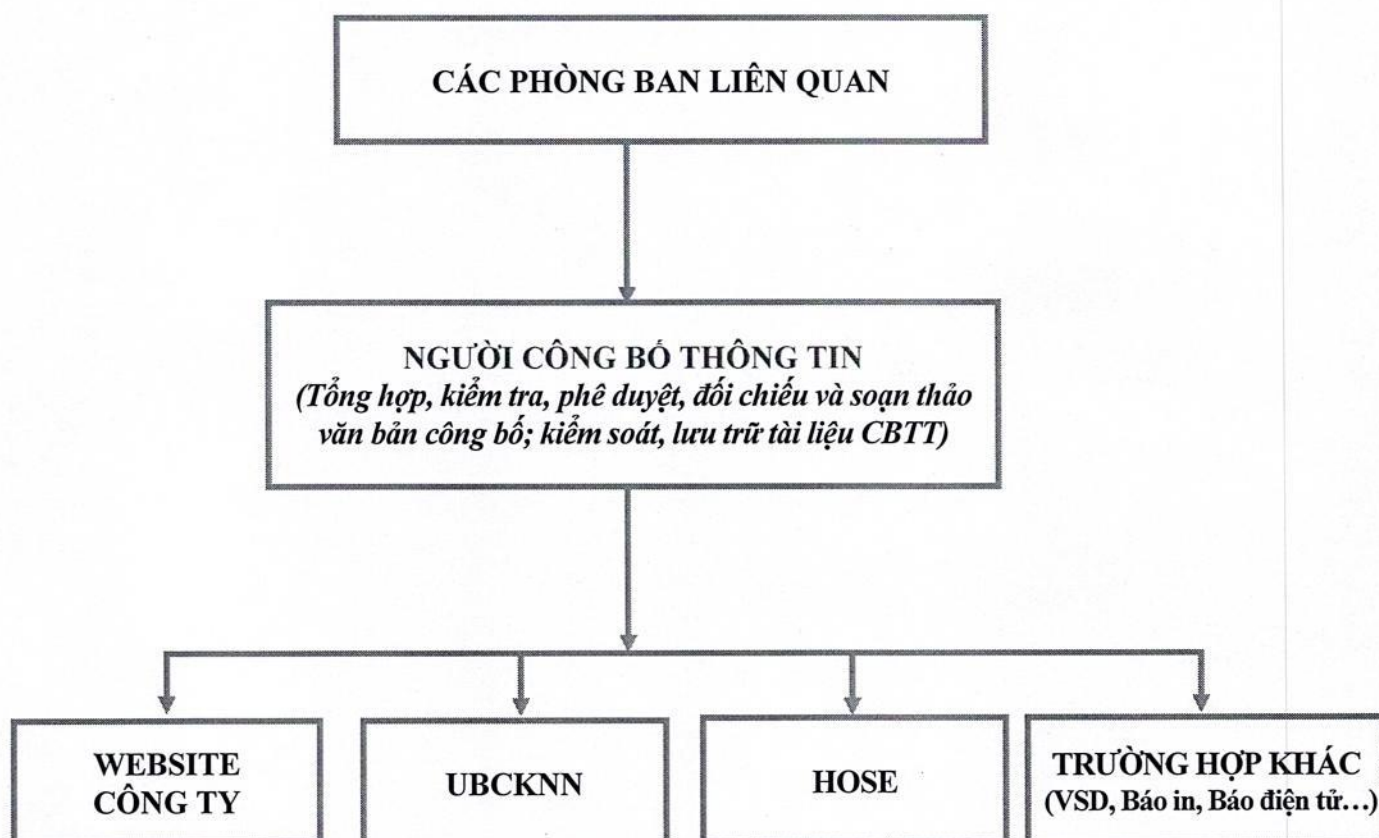 CÁC PHÒNG BAN LIÊN QUAN
NGƯỜI CÔNG BỐ THÔNG TIN
(Tổng hợp, kiểm tra, phê duyệt, đối chiếu và soạn thảo
văn bản công bố; kiểm soát, lưu trữ tài liệu CBTT)
WEBSITE
CÔNG TY
UBCKNN
HOSE
TRƯỜNG HỢP KHÁC
(VSD, Báo in, Báo điện tử...)